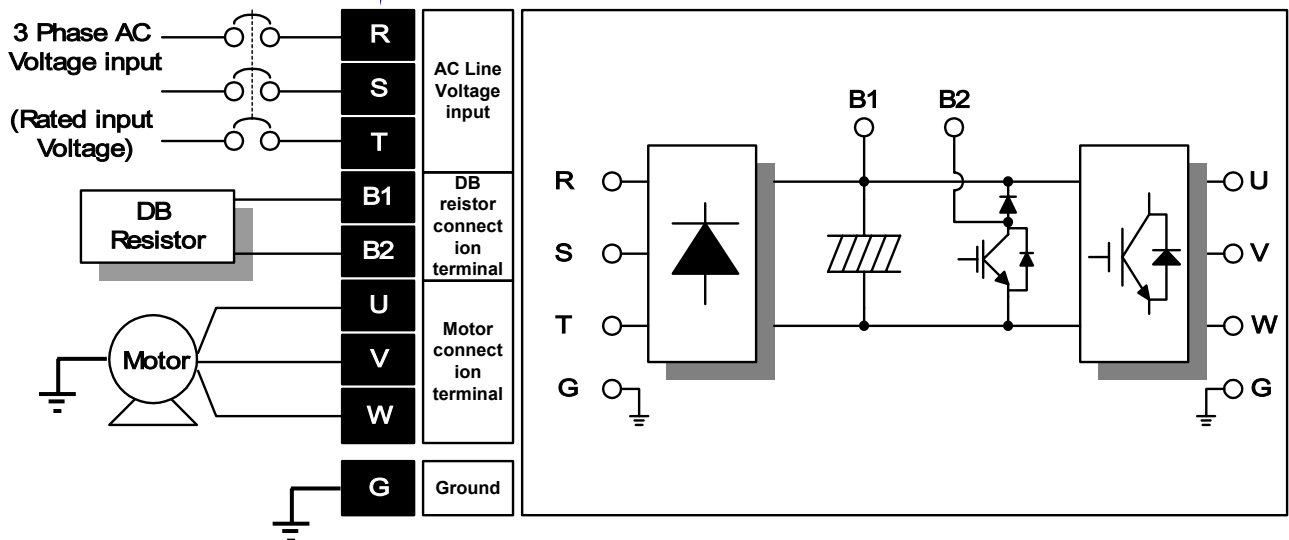 3 Phase AC
Voltage input
(Rated input
Voltage)
R
S
T
AC Line
Voltage
input
DB
Resistor
B1
B2
DB
reistor
connect
ion
terminal
Motor
U
V
W
Motor
connect
ion
terminal
G
Ground
B1
B2
R
S
T
G
U
V
W
G